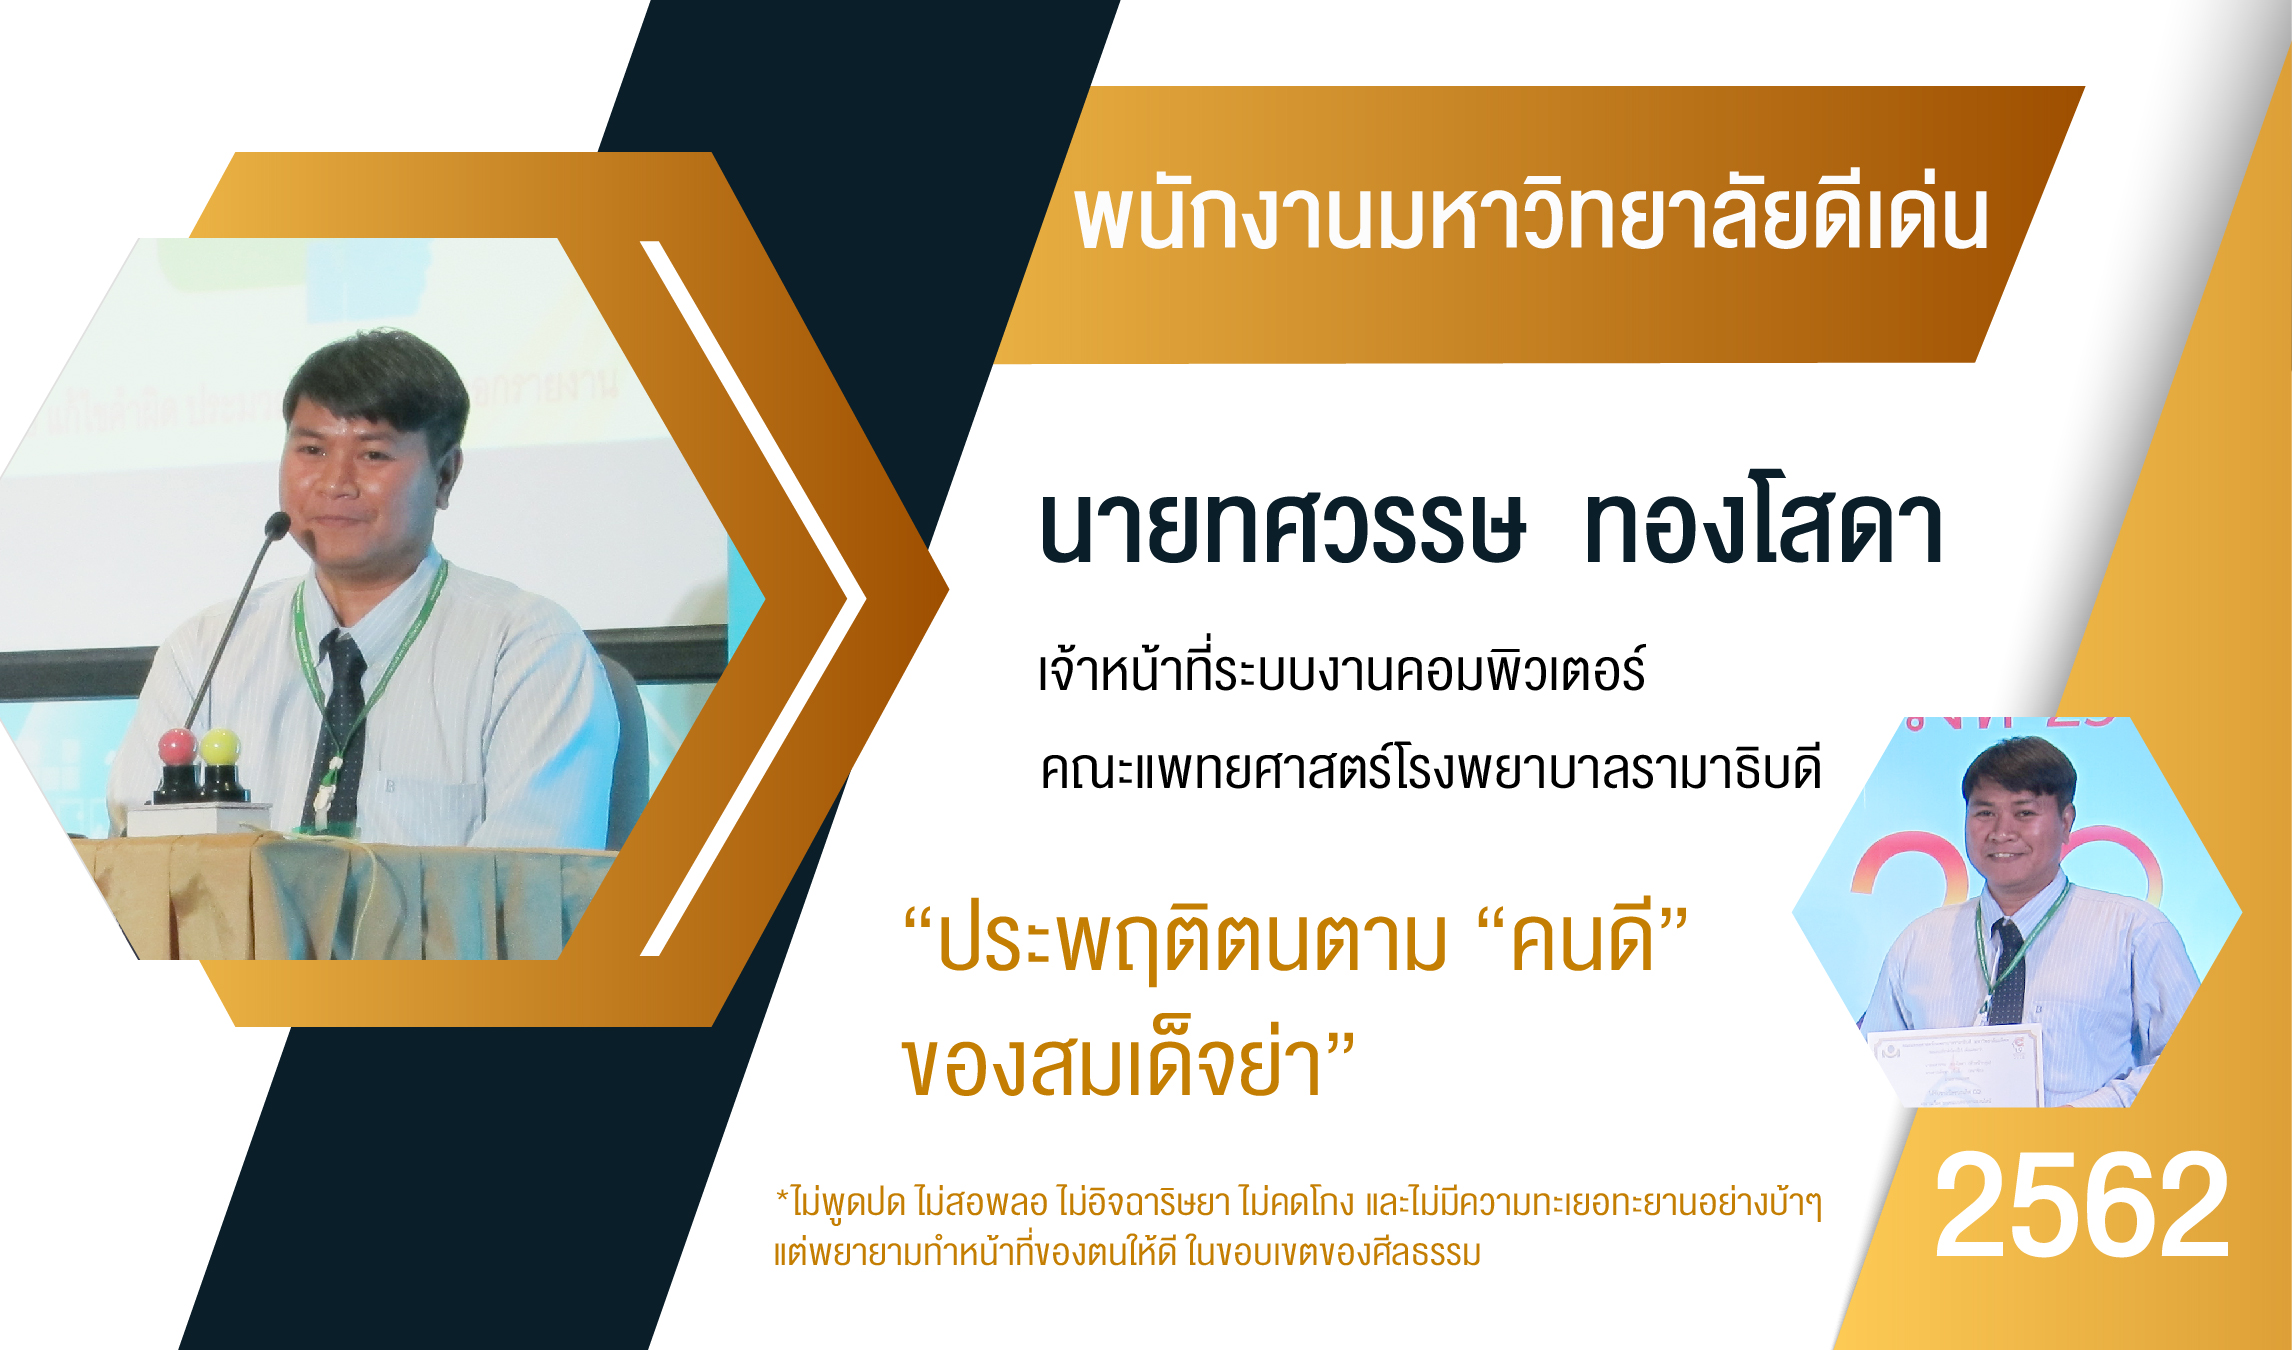 พนักงานมหาวิทยาลัยดีเด่น
นายทศวรรษ ทองโสดา
เจ้าหน้าที่ระบบงานคอมพิวเตอร์
คณะแพทยศาสตร์โรงพยาบาลรามาธิบดี
“ประพฤติตนตาม “คนดี”
ของสมเด็จย่า”
*ไม่พูดปด ไม่สอพลอ ไม่อิจฉาริษยา ไม่คดโกง และไม่มีความทะเยอทะยานอย่างบ้าๆ
แต่พยายามทำหน้าที่ของตนให้ดี ในขอบเขตของศีลธรรม
2562
แก้ไขคำผิด